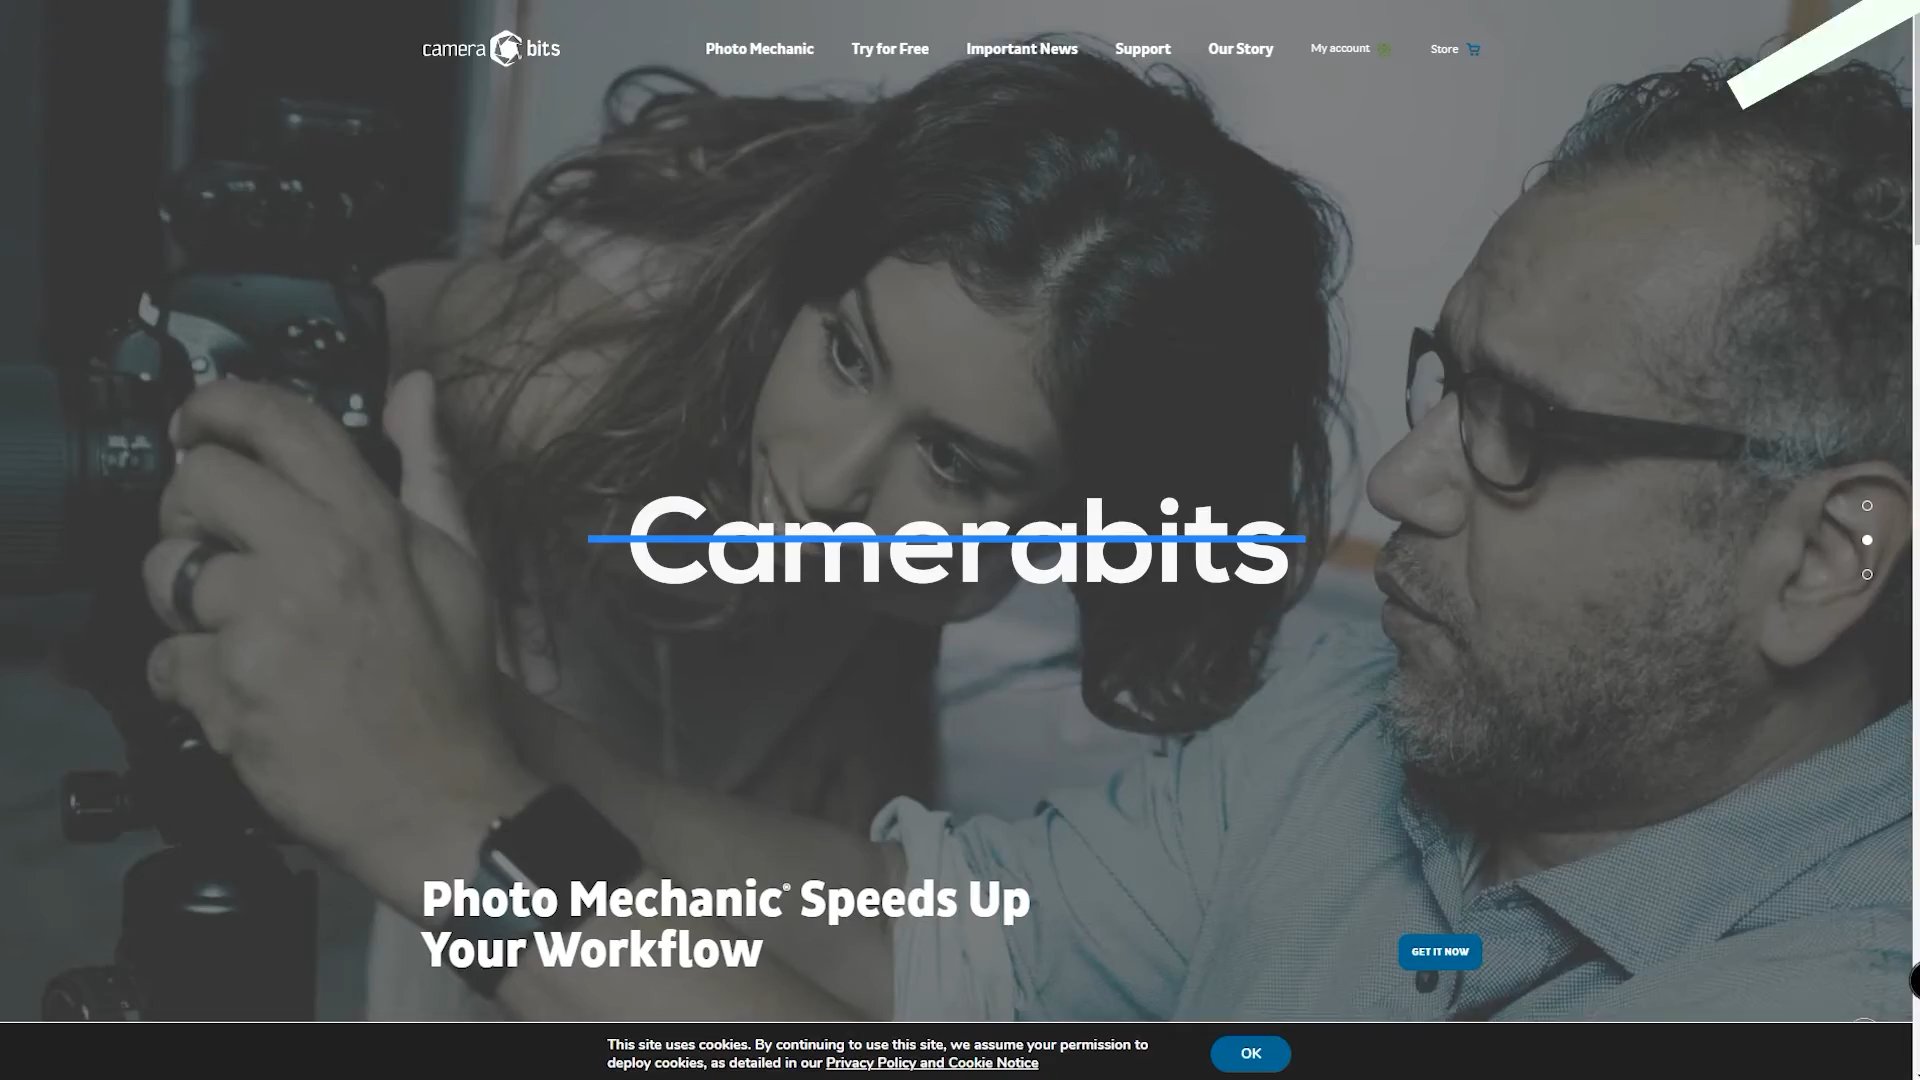 camera bits
Photo Mechanic
Try for Free
Important News
Support
Our Story
My account
Store
Camerabits
Photo Mechanic® Speeds Up
Your Workflow
GET IT NOW
This site uses cookies. By continuing to use this site, we assume your permission to
deploy cookies, as detailed in our Privacy Policy and Cookie Notice
OK